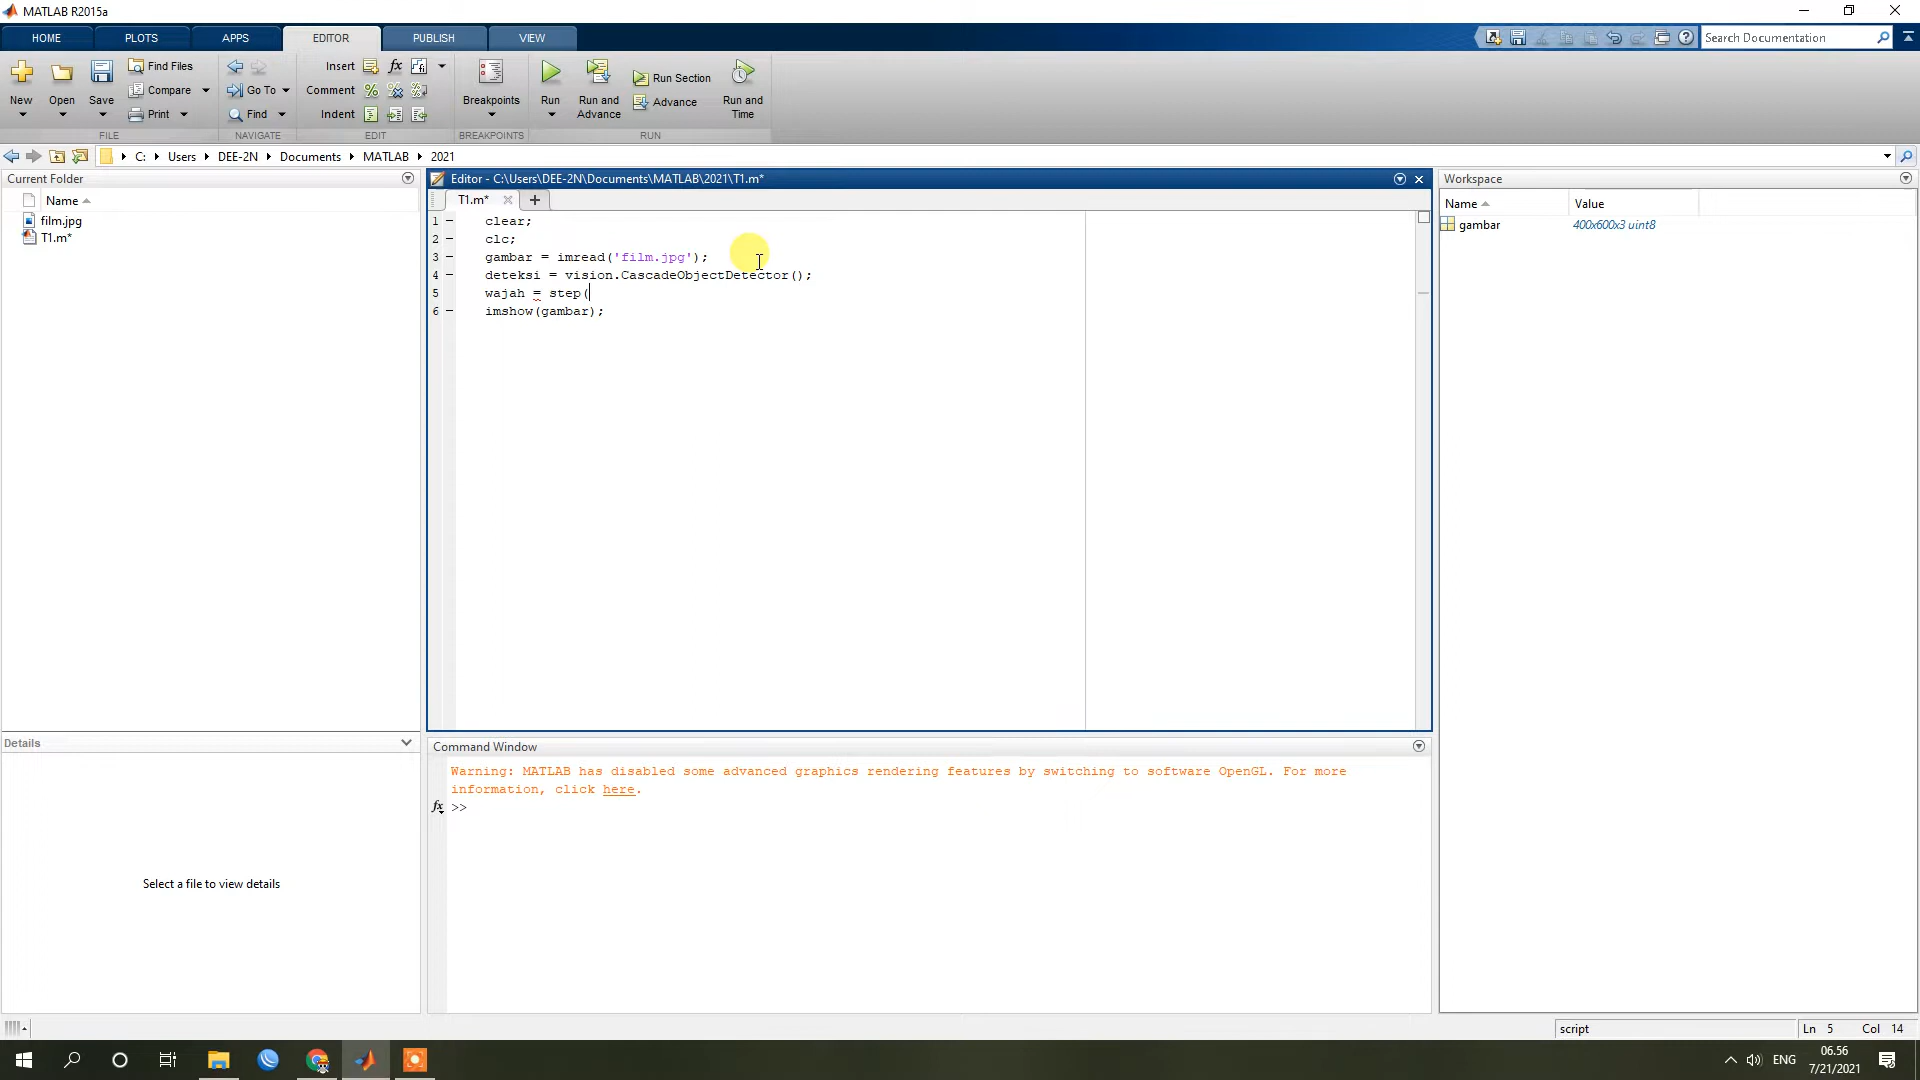 MATLAB R2015a
HOME PLOTS APPS EDITOR PUBLISH VIEW
Search Documentation
New Open Save
Find Files
Compare
Print
Go To
Find
Insert fx
Comment
Indent
Breakpoints
Run
Run and Advance
Run Section
Advance
Run and Time
FILE NAVIGATE EDIT BREAKPOINTS RUN
C: Users DEE-2N Documents MATLAB 2021
Current Folder
Name
film.jpg
T1.m*
Details
Select a file to view details
Editor - C:\Users\DEE-2N\Documents\MATLAB\2021\T1.m*
T1.m*
1 clear;
2 clc;
3 gambar = imread('film.jpg');
4 deteksi = vision.CascadeObjectDetector();
5 wajah = step(
6 imshow(gambar);
Command Window
Warning: MATLAB has disabled some advanced graphics rendering features by switching to software OpenGL. For more
information, click here.
fx >>
Workspace
Name Value
gambar 400x600x3 uint8
script Ln 5 Col 14
ENG
06.56
7/21/2021